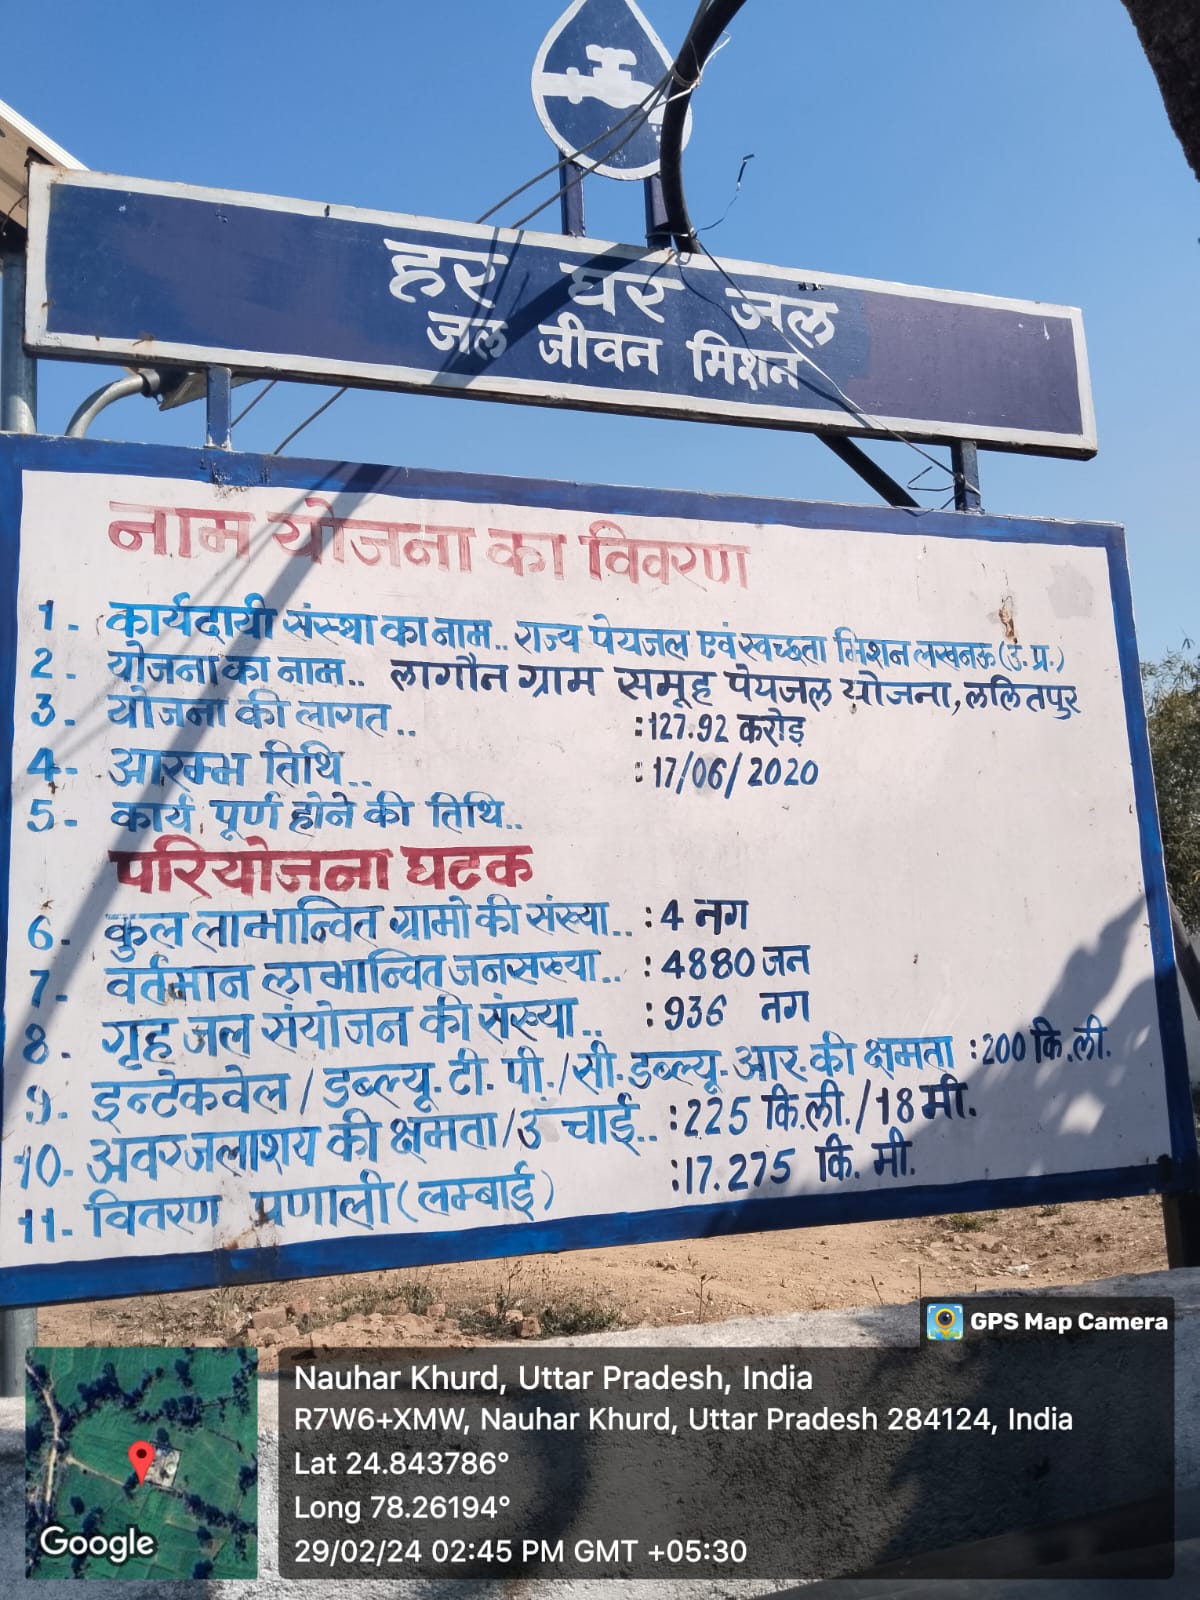 हर घर जल
जल जीवन मिशन
नाम योजना का विवरण
1. कार्यदायी संस्था का नाम.. राज्य पेयजल एवं स्वच्छता मिशन लखनऊ (उ.प्र.)
2. योजना का नाम.. लागौन ग्राम समूह पेयजल योजना, ललितपुर
3. योजना की लागत.. :127.92 करोड़
4- आरम्भ तिथि.. : 17/06/2020
5- कार्य पूर्ण होने की तिथि..
परियोजना घटक
6. कुल लाभान्वित ग्रामो की संख्या.. : 4 नग
7. वर्तमान लाभान्वित जनसख्या.. : 4880 जन
8. गृह जल संयोजन की संख्या.. : 936 नग
9. इन्टेकवेल / डब्ल्यू. टी. पी. / सी. डब्ल्यू. आर. की क्षमता : 200 कि.ली.
10- अवरजलाशय की क्षमता / उंचाई.. : 225 कि.ली. / 18 मी.
11- वितरण पणाली (लम्बाई) :17.275 कि. मी.
GPS Map Camera
Nauhar Khurd, Uttar Pradesh, India
R7W6+XMW, Nauhar Khurd, Uttar Pradesh 284124, India
Lat 24.843786°
Long 78.26194°
29/02/24 02:45 PM GMT +05:30
Google